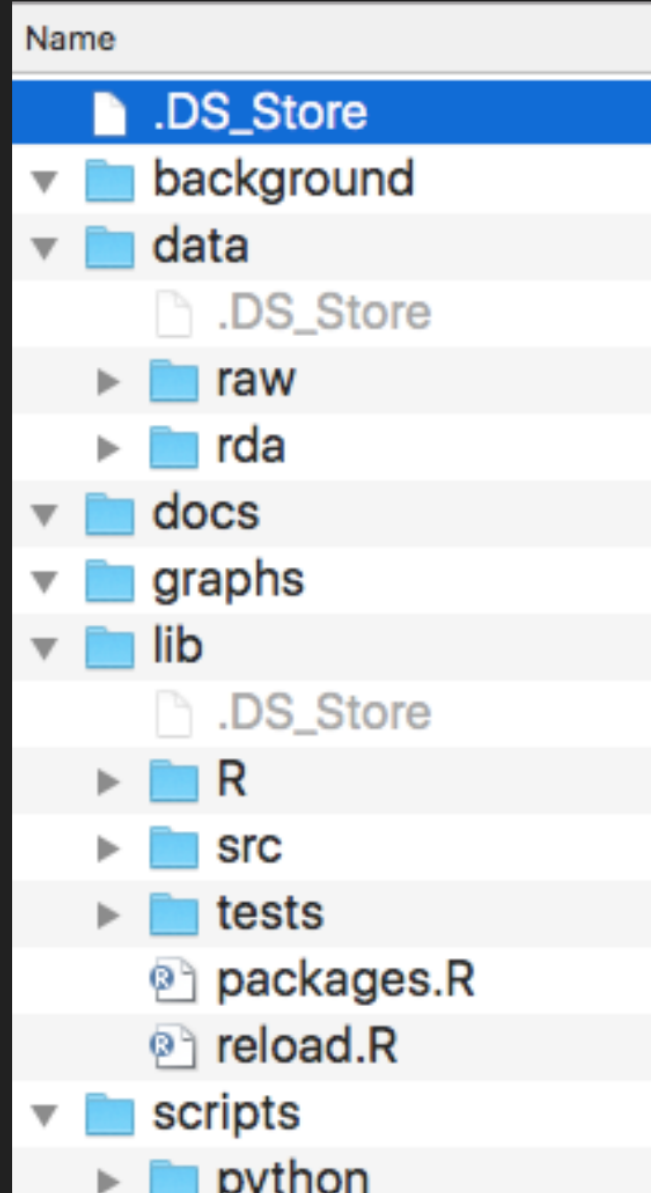 Name
.DS_Store
background
data
.DS_Store
raw
rda
docs
graphs
lib
.DS_Store
R
src
tests
packages.R
reload.R
scripts
python